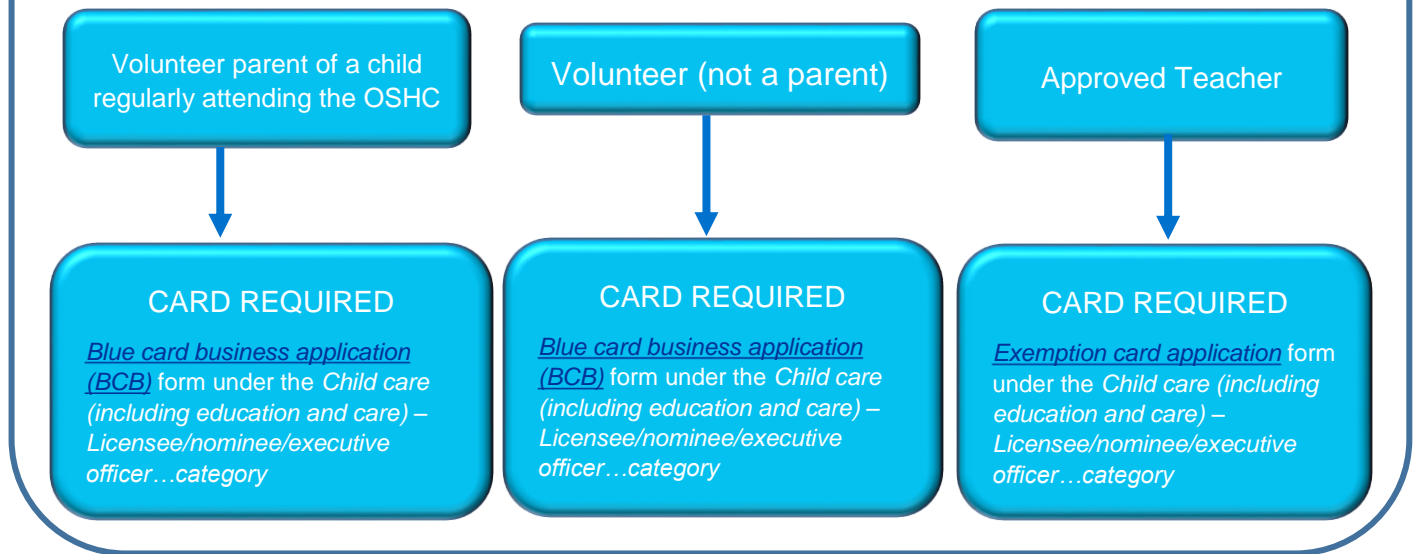 Volunteer parent of a child
regularly attending the OSHC
Volunteer (not a parent)
Approved Teacher
CARD REQUIRED
Blue card business application
(BCB) form under the Child care
(including education and care) –
Licensee/nominee/executive
officer…category
CARD REQUIRED
Blue card business application
(BCB) form under the Child care
(including education and care) –
Licensee/nominee/executive
officer…category
CARD REQUIRED
Exemption card application form
under the Child care (including
education and care) –
Licensee/nominee/executive
officer…category